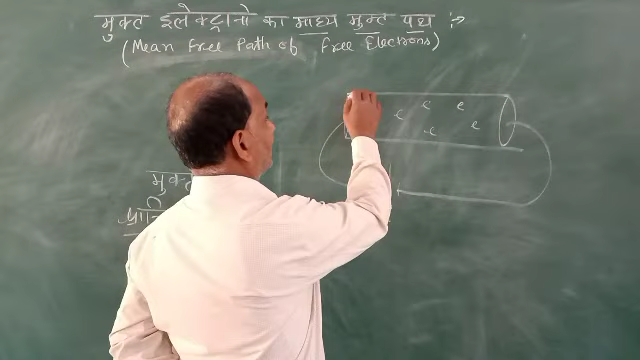 मुक्त इलेक्ट्रानो का माध्य मुक्त पथ :→
(Mean Free Path of Free Electrons)
e e e
e e
मुक्त